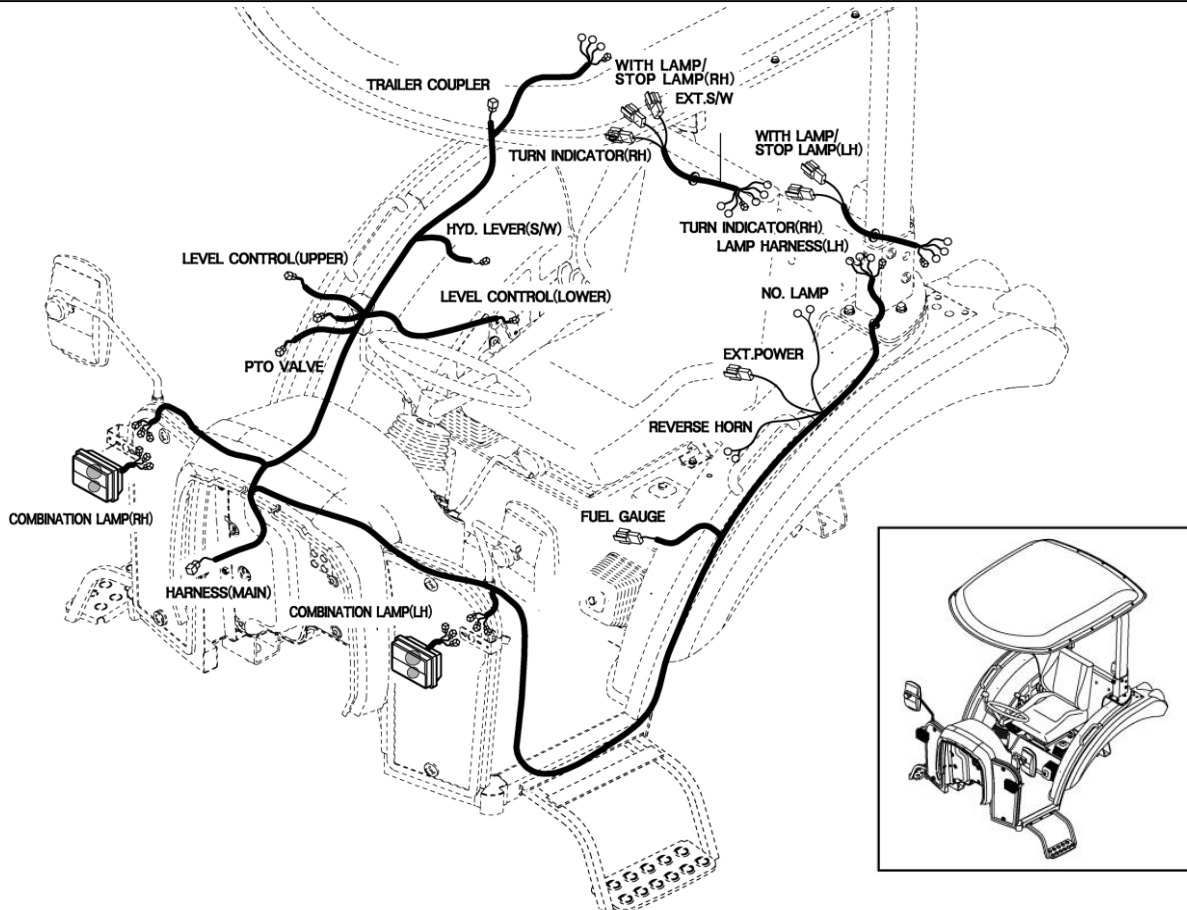 WITH LAMP/
STOP LAMP(RH)
TRAILER COUPLER
EXT.S/W
WITH LAMP/
STOP LAMP(LH)
TURN INDICATOR(RH)
TURN INDICATOR(RH)
HYD. LEVER(S/W)
LAMP HARNESS(LH)
LEVEL CONTROL(UPPER)
LEVEL CONTROL(LOWER)
NO. LAMP
EXT.POWER
PTO VALVE
REVERSE HORN
FUEL GAUGE
COMBINATION LAMP(RH)
HARNESS(MAIN)
COMBINATION LAMP(LH)